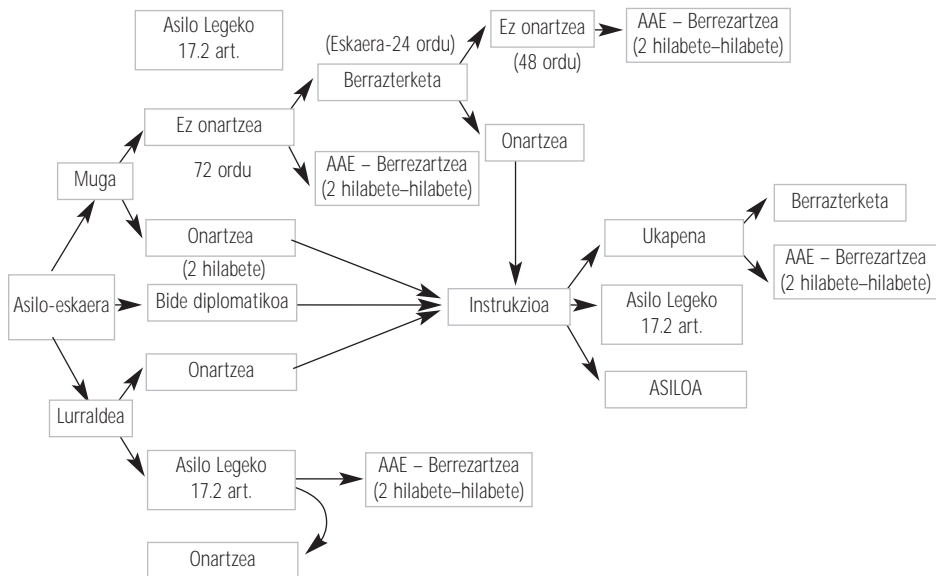 Asilo Legeko
17.2 art.
(Eskaera-24 ordu)
Berrazterketa
Ez onartzea
(48 ordu)
AAE – Berrezartzea
(2 hilabete–hilabete)
Ez onartzea
72 ordu
Onartzea
AAE – Berrezartzea
(2 hilabete–hilabete)
Muga
Onartzea
(2 hilabete)
Asilo-eskaera
Bide diplomatikoa
Instrukzioa
Ukapena
Berrazterketa
AAE – Berrezartzea
(2 hilabete–hilabete)
Asilo Legeko
17.2 art.
ASILOA
Onartzea
Lurraldea
Asilo Legeko
17.2 art.
AAE – Berrezartzea
(2 hilabete–hilabete)
Onartzea